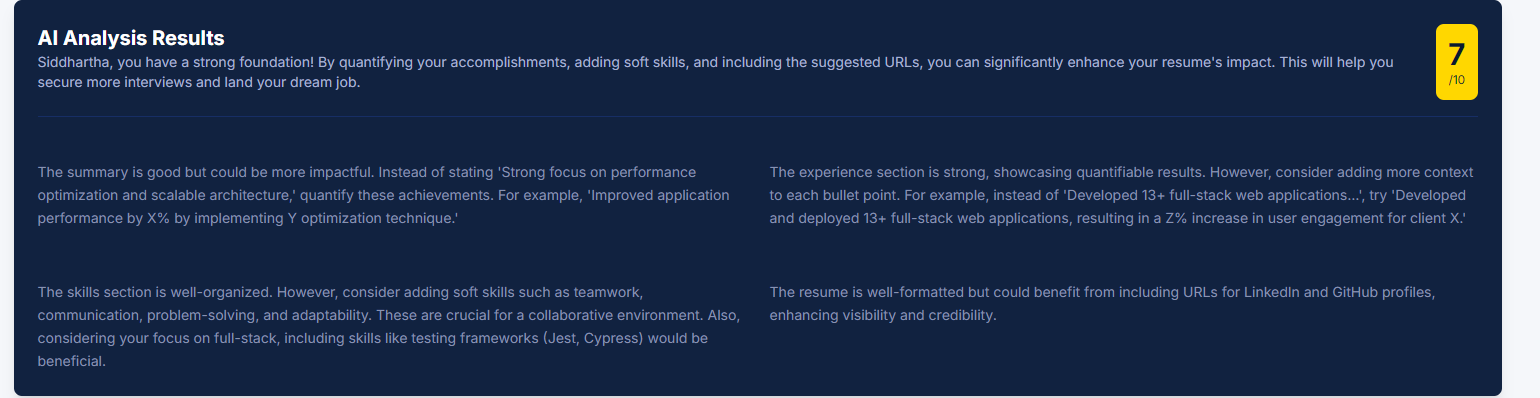 AI Analysis Results
Siddhartha, you have a strong foundation! By quantifying your accomplishments, adding soft skills, and including the suggested URLs, you can significantly enhance your resume's impact. This will help you
secure more interviews and land your dream job.
7
/10
The summary is good but could be more impactful. Instead of stating 'Strong focus on performance
optimization and scalable architecture,' quantify these achievements. For example, 'Improved application
performance by X% by implementing Y optimization technique.'
The experience section is strong, showcasing quantifiable results. However, consider adding more context
to each bullet point. For example, instead of 'Developed 13+ full-stack web applications...', try 'Developed
and deployed 13+ full-stack web applications, resulting in a Z% increase in user engagement for client X.'
The skills section is well-organized. However, consider adding soft skills such as teamwork,
communication, problem-solving, and adaptability. These are crucial for a collaborative environment. Also,
considering your focus on full-stack, including skills like testing frameworks (Jest, Cypress) would be
beneficial.
The resume is well-formatted but could benefit from including URLs for LinkedIn and GitHub profiles,
enhancing visibility and credibility.